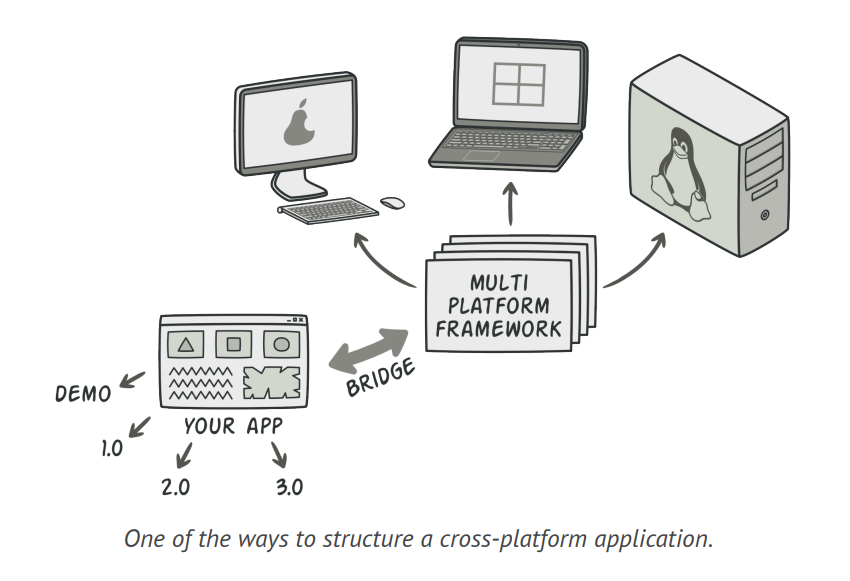 MULTI
PLATFORM
FRAMEWORK
BRIDGE
DEMO
YOUR APP
1.0
2.0
3.0
One of the ways to structure a cross-platform application.